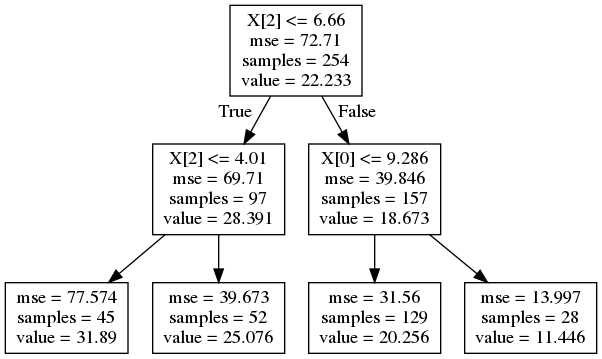 X[2] <= 6.66
mse = 72.71
samples = 254
value = 22.233
True
False
X[2] <= 4.01
mse = 69.71
samples = 97
value = 28.391
X[0] <= 9.286
mse = 39.846
samples = 157
value = 18.673
mse = 77.574
samples = 45
value = 31.89
mse = 39.673
samples = 52
value = 25.076
mse = 31.56
samples = 129
value = 20.256
mse = 13.997
samples = 28
value = 11.446